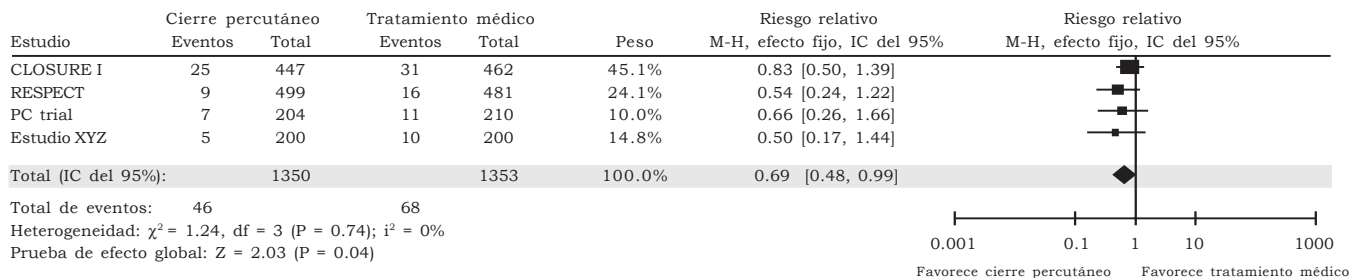 Cierre percutáneo Tratamiento médico Riesgo relativo Riesgo relativo
Estudio Eventos Total Eventos Total Peso M-H, efecto fijo, IC del 95% M-H, efecto fijo, IC del 95%
CLOSURE I 25 447 31 462 45.1% 0.83 [0.50, 1.39]
RESPECT 9 499 16 481 24.1% 0.54 [0.24, 1.22]
PC trial 7 204 11 210 10.0% 0.66 [0.26, 1.66]
Estudio XYZ 5 200 10 200 14.8% 0.50 [0.17, 1.44]
Total (IC del 95%): 1350 1353 100.0% 0.69 [0.48, 0.99]
Total de eventos: 46 68
Heterogeneidad: χ² = 1.24, df = 3 (P = 0.74); i² = 0%
Prueba de efecto global: Z = 2.03 (P = 0.04)
0.001 0.1 1 10 1000
Favorece cierre percutáneo Favorece tratamiento médico